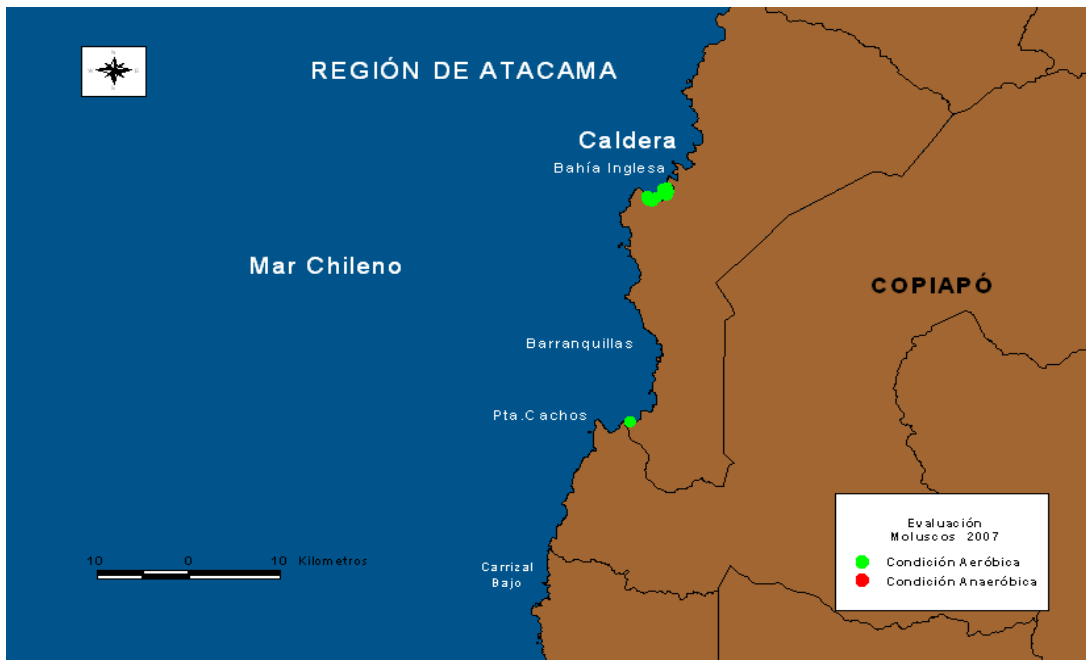 REGIÓN DE ATACAMA
Caldera
Bahía Inglesa
Mar Chileno
COPIAPÓ
Barranquillas
Pta.Cachos
10 0 10 Kilometros
Carrizal
Bajo
Evaluación
Moluscos 2007
Condición Aeróbica
Condición Anaeróbica